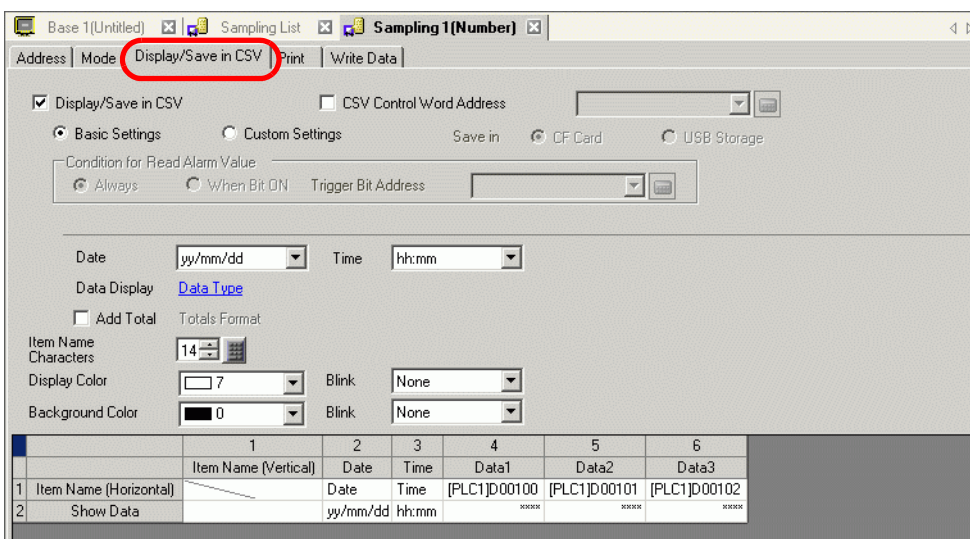 Base 1(Untitled) Sampling List Sampling 1(Number)
Address Mode Display/Save in CSV Print Write Data
Display/Save in CSV CSV Control Word Address
Basic Settings Custom Settings Save in CF Card USB Storage
Condition for Read Alarm Value
Always When Bit ON Trigger Bit Address
Date yy/mm/dd Time hh:mm
Data Display Data Type
Add Total Totals Format
Item Name
Characters 14
Display Color 7 Blink None
Background Color 0 Blink None
1 2 3 4 5 6
Item Name (Vertical) Date Time Data1 Data2 Data3
1 Item Name (Horizontal) Date Time [PLC1]D00100 [PLC1]D00101 [PLC1]D00102
2 Show Data yy/mm/dd hh:mm **** **** ****